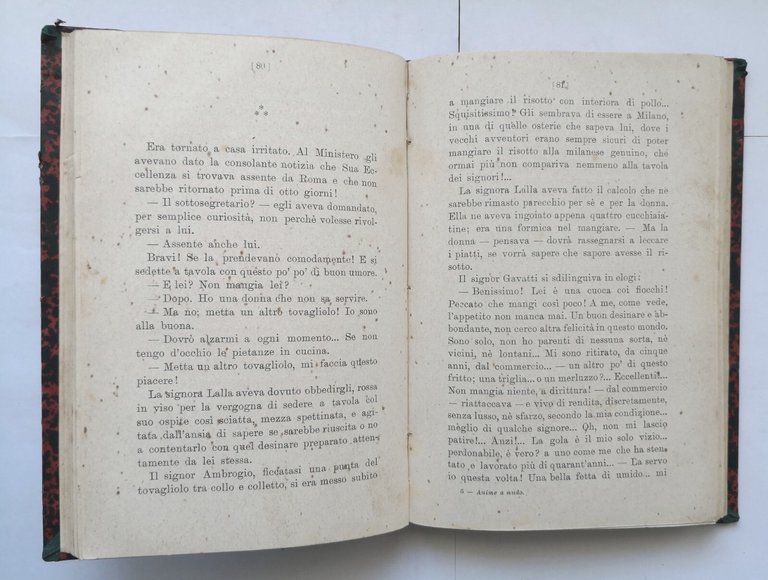 [ 80 ]
*
* *
Era tornato a casa irritato. Al Ministero gli
avevano dato la consolante notizia che Sua Ec-
cellenza si trovava assente da Roma e che non
sarebbe ritornato prima di otto giorni!
— Il sottosegretario? — egli aveva domandato,
per semplice curiosità, non perchè volesse rivol-
gersi a lui.
— Assente anche lui.
Bravi! Se la prendevano comodamente! E si
sedette a tavola con questo po' po' di buon umore.
— E lei? Non mangia lei?
— Dopo. Ho una donna che non sa servire.
— Ma no; metta un altro tovagliolo! Io sono
alla buona.
— Dovrò alzarmi a ogni momento... Se non
tengo d'occhio le pietanze in cucina.
— Metta un altro tovagliolo, mi faccia questo
piacere!
La signora Lalla aveva dovuto obbedirgli, rossa
in viso per la vergogna di sedere a tavola col
suo ospite così sciatta, mezza spettinata, e agi-
tata dall'ansia di sapere se sarebbe riuscita o no
a contentarlo con quel desinare preparato atten-
tamente da lei stessa.
Il signor Ambrogio, ficcatasi una punta del
tovagliolo tra collo e colletto, si era messo subito
[ 81 ]
a mangiare il risotto con interiora di pollo...
Squisitissimo! Gli sembrava di essere a Milano,
in una di quelle osterie che sapeva lui, dove i
vecchi avventori erano sempre sicuri di poter
mangiare il risotto alla milanese genuino, che
ormai più non compariva nemmeno alla tavola
dei signori!...
La signora Lalla aveva fatto il calcolo che ne
sarebbe rimasto parecchio per sé e per la donna.
Ella ne aveva ingoiato appena quattro cucchiaia-
tine; era una formica nel mangiare. — Ma la
donna — pensava — dovrà rassegnarsi a leccare
i piatti, se vorrà sapere che sapore avesse il ri-
sotto.
Il signor Gavatti si sdilinguiva in elogi:
— Benissimo! Lei è una cuoca coi fiocchi!
Peccato che mangi così poco! A me, come vede,
l'appetito non manca mai. Un buon desinare e ab-
bondante, non cerco altra felicità in questo mondo.
Sono solo, non ho parenti di nessuna sorta, nè
vicini, nè lontani... Mi sono ritirato, da cinque
anni, dal commercio... — un altro po' di questo
fritto; una triglia... o un merluzzo?... Eccellenti!...
Non mangia niente, a dirittura! — dal commercio
— riattaccava — e vivo di rendita, discretamente,
senza lusso, nè sfarzo, secondo la mia condizione...
meglio di qualche signore... Oh, non mi lascio
patire!... Anzi!... La gola è il mio solo vizio...
perdonabile, è vero? a uno come me che ha sten-
tato e lavorato più di quarant'anni... — La servo
io questa volta! Una bella fetta di umido... mi
6 — Anime a nudo.